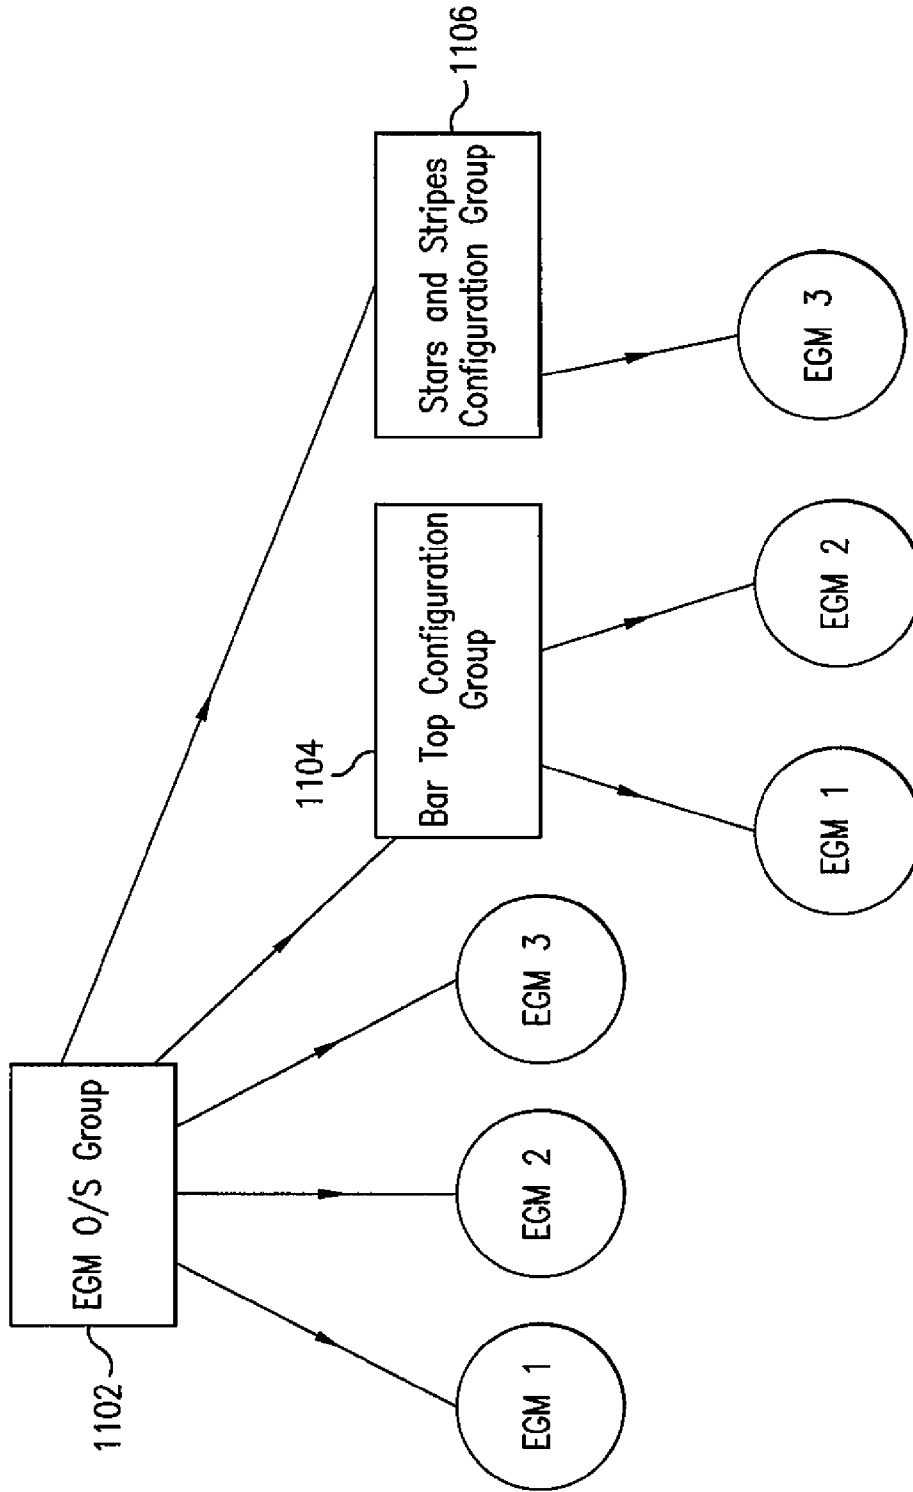 1102
EGM O/S Group
1104
1106
Bar Top Configuration
Group
Stars and Stripes
Configuration Group
EGM 1
EGM 2
EGM 3
EGM 1
EGM 2
EGM 3